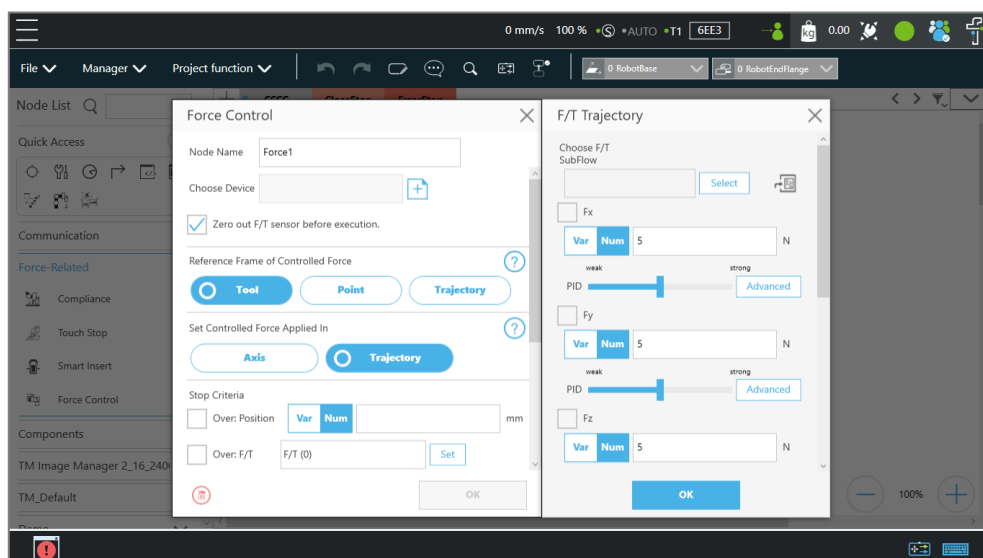 0 mm/s 100 % S AUTO T1 6EE3 kg 0.00
File Manager Project function 0 RobotBase 0 RobotEndFlange
Node List
Quick Access
Communication
Force-Related
Compliance
Touch Stop
Smart Insert
Force Control
Components
TM Image Manager 2_16_240
TM_Default
Force Control
Node Name Force1
Choose Device
Zero out F/T sensor before execution.
Reference Frame of Controlled Force ?
Tool Point Trajectory
Set Controlled Force Applied In ?
Axis Trajectory
Stop Criteria
Over: Position Var Num mm
Over: F/T F/T (0) Set
OK
F/T Trajectory
Choose F/T
SubFlow
Select
Fx
Var Num 5 N
weak strong
PID Advanced
Fy
Var Num 5 N
weak strong
PID Advanced
Fz
Var Num 5 N
OK
100%